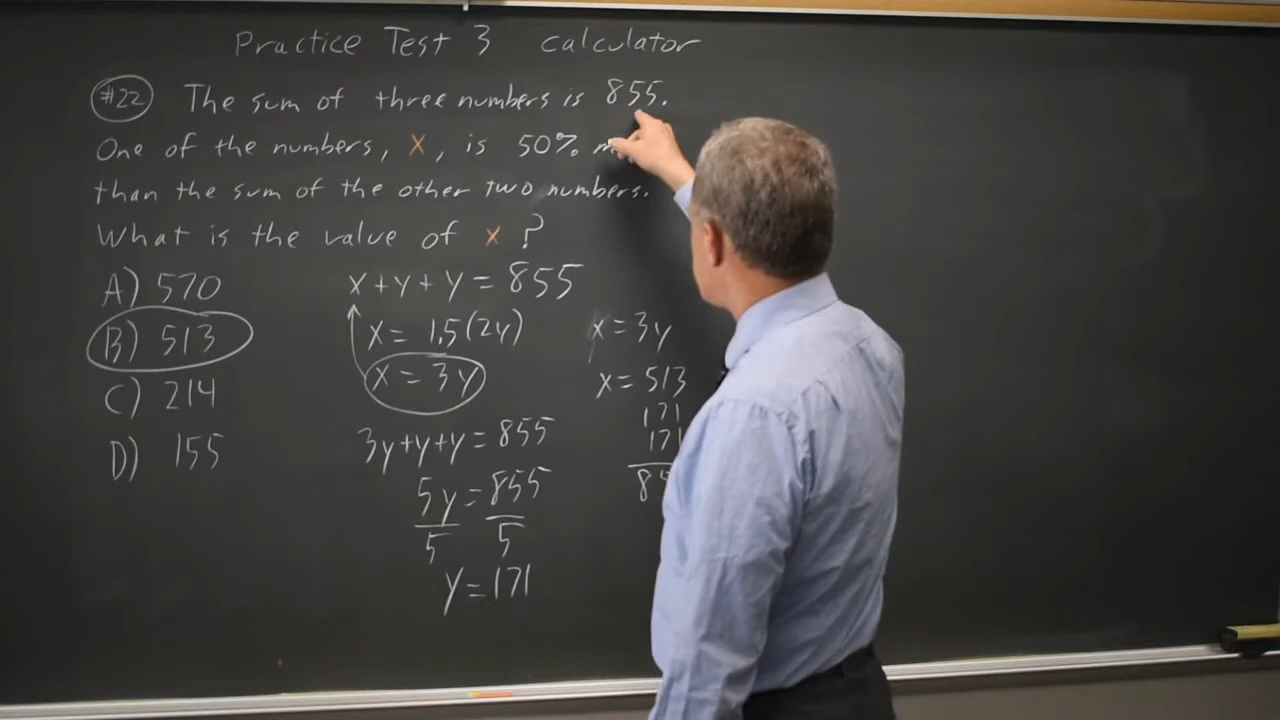 Practice Test 3 calculator
#22 The sum of three numbers is 855.
One of the numbers, x, is 50%
than the sum of the other two numbers.
What is the value of x ?
A) 570
B) 513
C) 214
D) 155
x+y+y=855
x= 1.5(2y)
x = 3y
3y+y+y=855
5y=855
5 5
y=171
x=3y
x=513
171
171